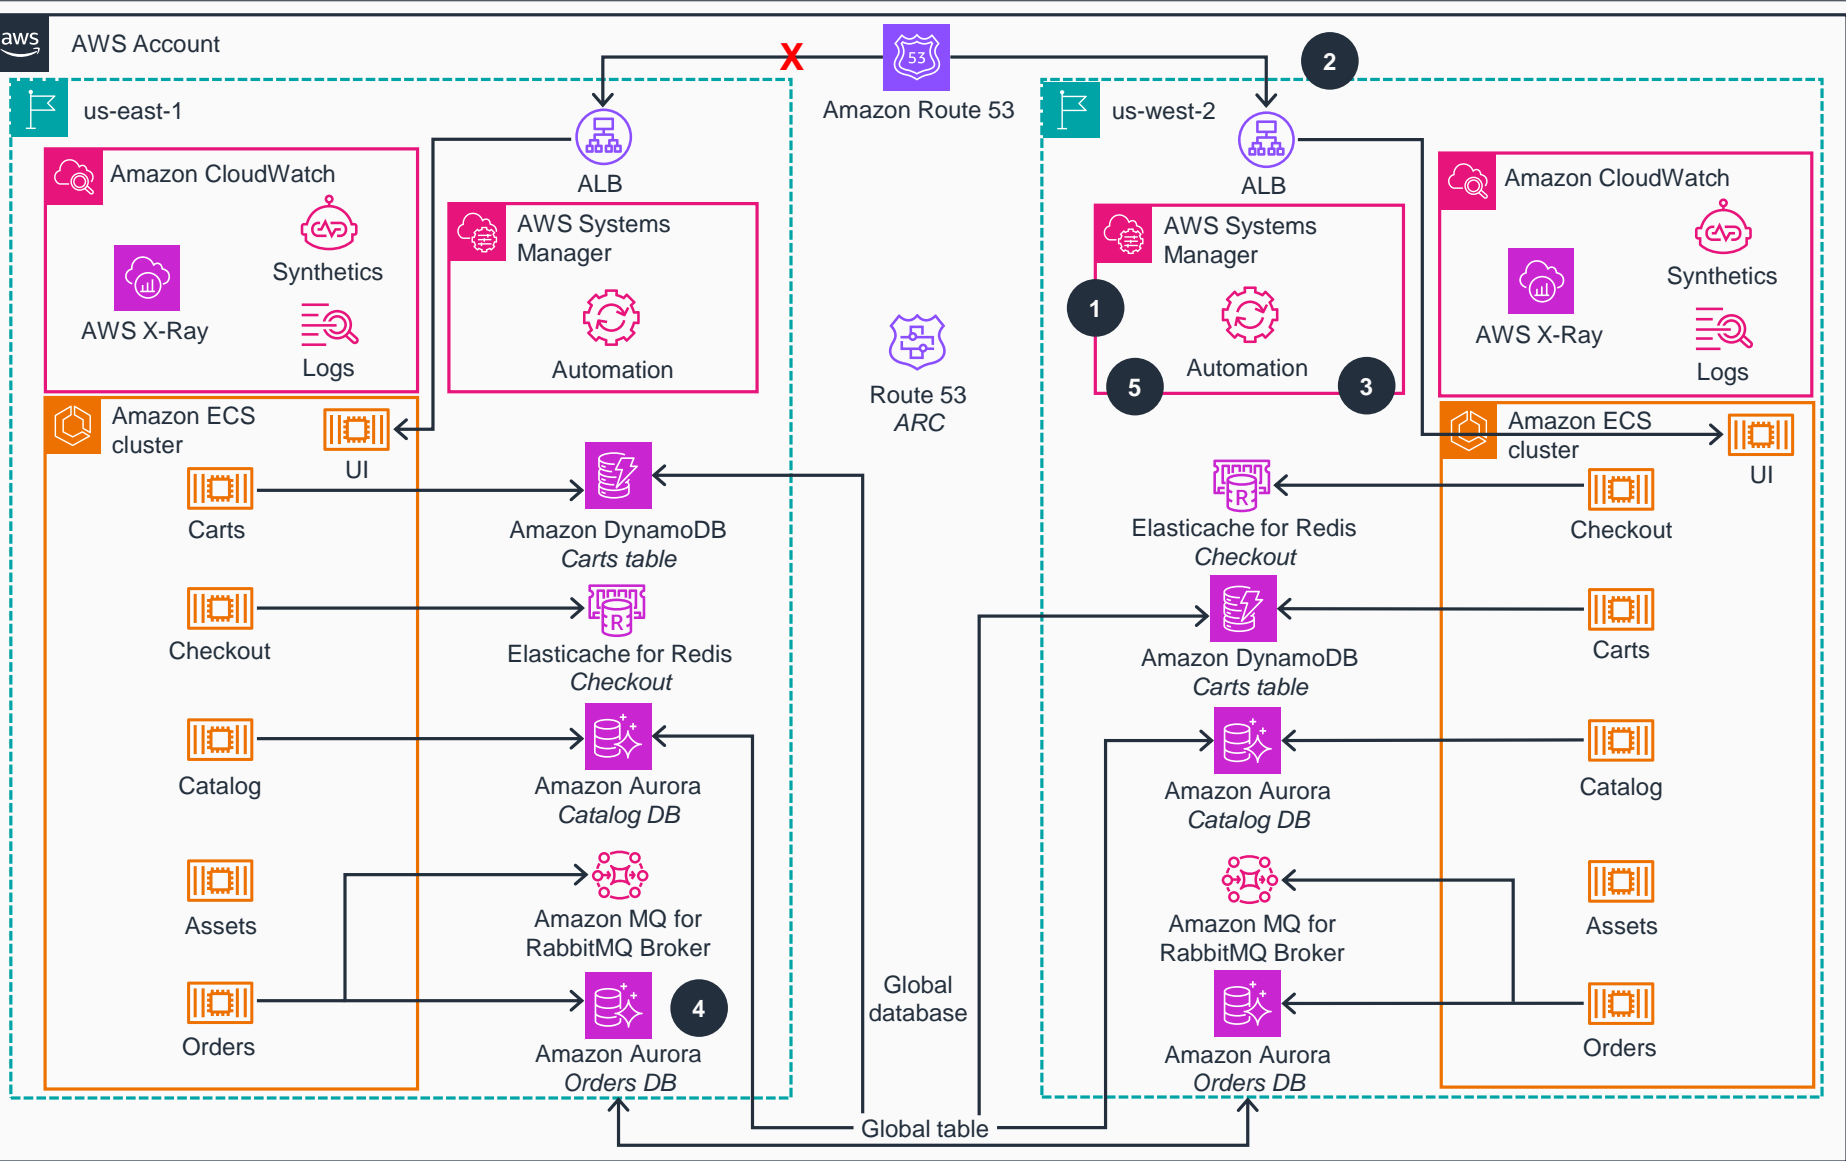 aws
AWS Account
X
53
Amazon Route 53
2
us-east-1
ALB
Amazon CloudWatch
Synthetics
AWS X-Ray
Logs
AWS Systems
Manager
Automation
Route 53
ARC
us-west-2
ALB
AWS Systems
Manager
1
Automation
5
3
Amazon CloudWatch
Synthetics
AWS X-Ray
Logs
Amazon ECS
cluster
UI
Carts
Checkout
Catalog
Assets
Orders
Amazon DynamoDB
Carts table
R
Elasticache for Redis
Checkout
Amazon Aurora
Catalog DB
Amazon MQ for
RabbitMQ Broker
4
Amazon Aurora
Orders DB
Global
database
Global table
R
Elasticache for Redis
Checkout
Amazon DynamoDB
Carts table
Amazon Aurora
Catalog DB
Amazon MQ for
RabbitMQ Broker
Amazon Aurora
Orders DB
Amazon ECS
cluster
UI
Checkout
Carts
Catalog
Assets
Orders